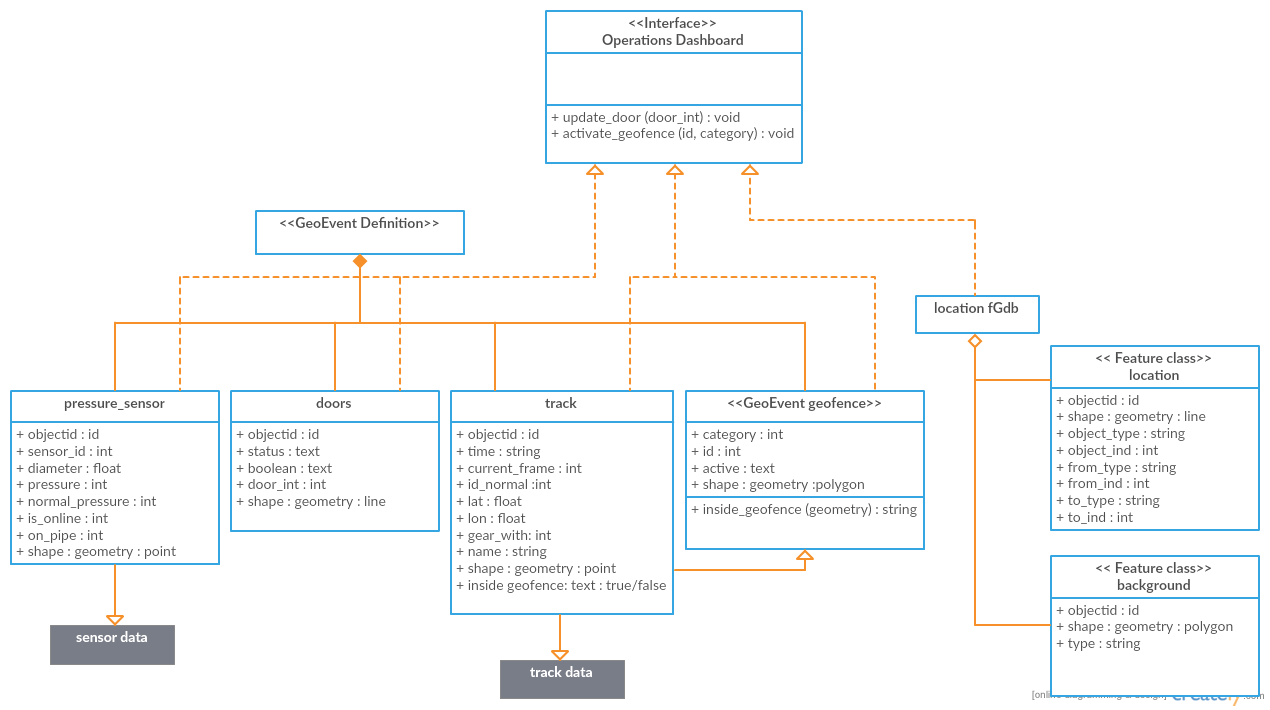 <<Interface>>
Operations Dashboard
+ update_door (door_int) : void
+ activate_geofence (id, category) : void
<<GeoEvent Definition>>
location fGdb
pressure_sensor
+ objectid : id
+ sensor_id : int
+ diameter : float
+ pressure : int
+ normal_pressure : int
+ is_online : int
+ on_pipe : int
+ shape : geometry : point
doors
+ objectid : id
+ status : text
+ boolean : text
+ door_int : int
+ shape : geometry : line
track
+ objectid : id
+ time : string
+ current_frame : int
+ id_normal :int
+ lat : float
+ lon : float
+ gear_with: int
+ name : string
+ shape : geometry : point
+ inside geofence: text : true/false
<<GeoEvent geofence>>
+ category : int
+ id : int
+ active : text
+ shape : geometry :polygon
+ inside_geofence (geometry) : string
<< Feature class>>
location
+ objectid : id
+ shape : geometry : line
+ object_type : string
+ object_ind : int
+ from_type : string
+ from_ind : int
+ to_type : string
+ to_ind : int
<< Feature class>>
background
+ objectid : id
+ shape : geometry : polygon
+ type : string
sensor data
track data